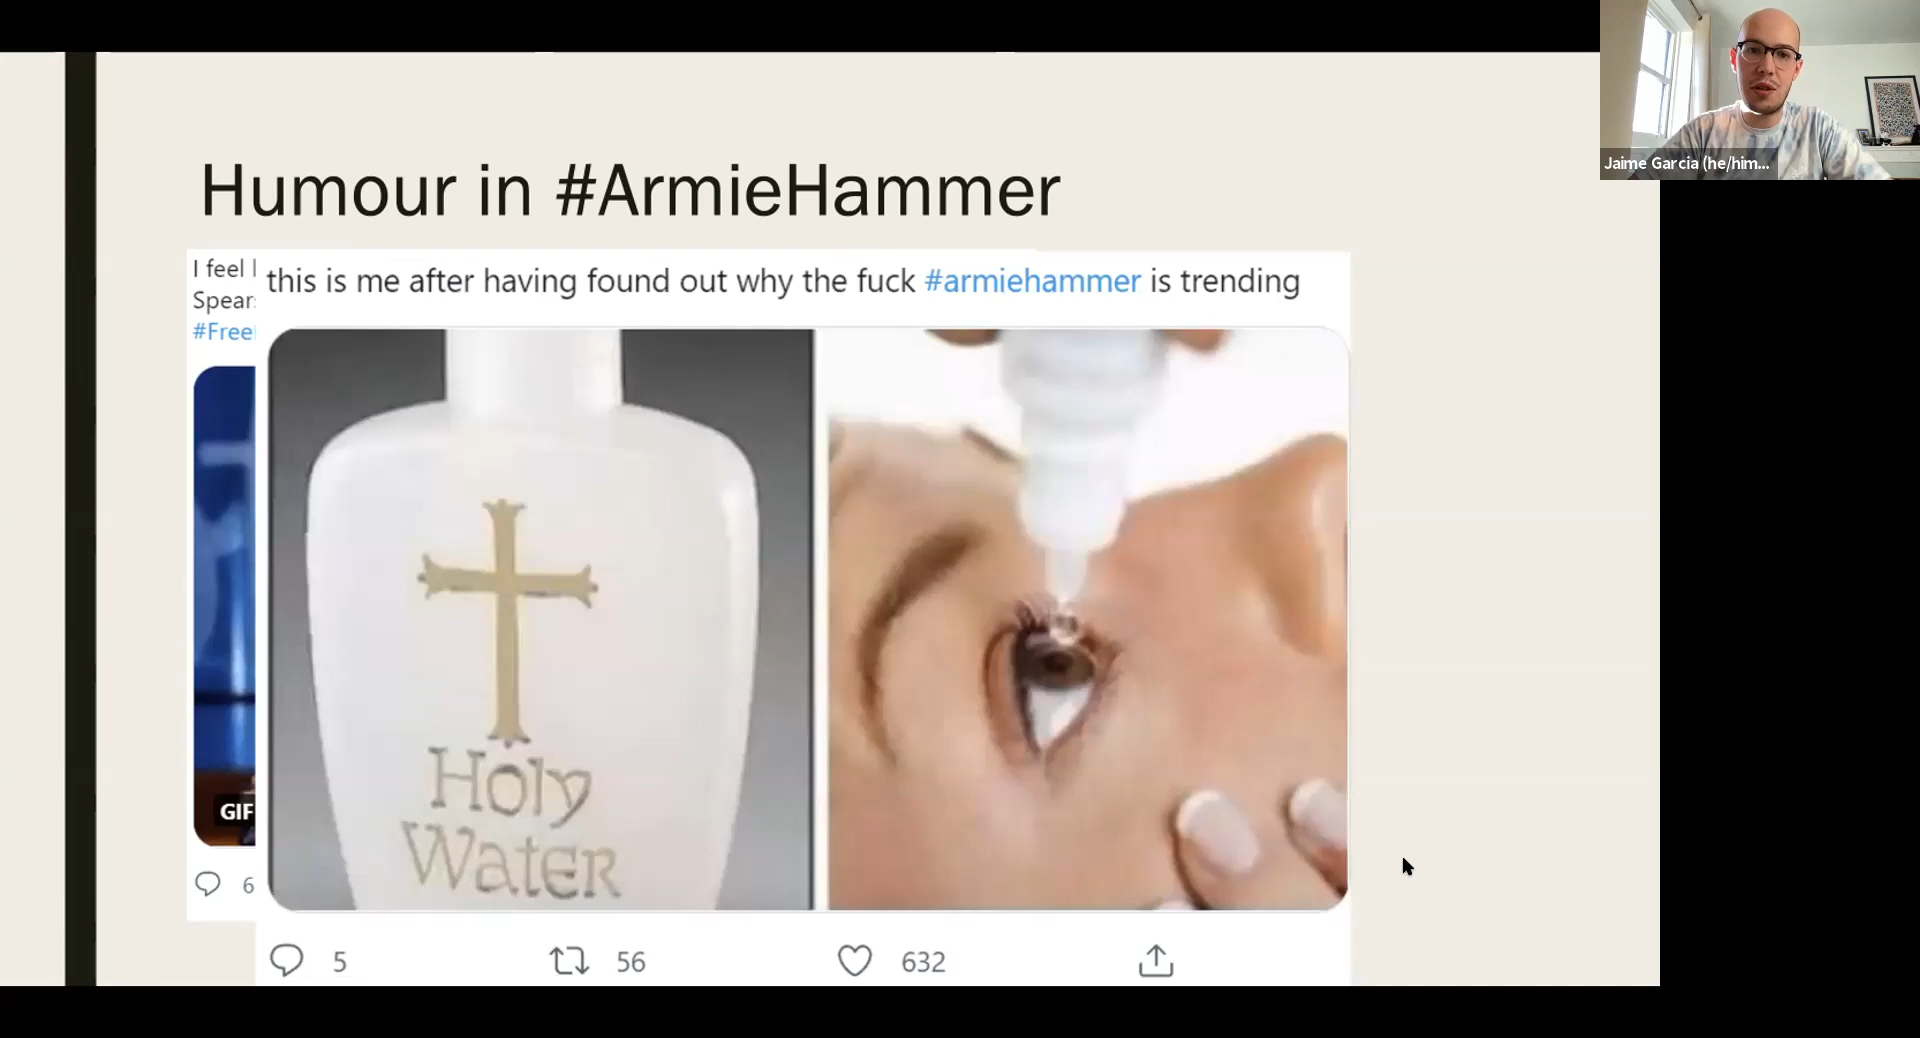 Jaime Garcia (he/him...
Humour in #ArmieHammer
I feel
Spear
#Free
this is me after having found out why the fuck #armiehammer is trending
Holy
Water
GIF
6
5
56
632